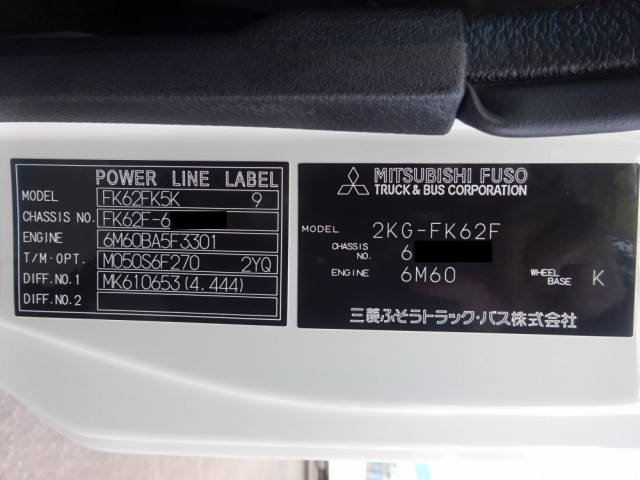 POWER LINE LABEL
MODEL FK62FK5K 9
CHASSIS NO. FK62F-6
ENGINE 6M60BA5F3301
T/M·OPT. M050S6F270 2YQ
DIFF.NO.1 MK610653(4.444)
DIFF.NO.2
MITSUBISHI FUSO
TRUCK & BUS CORPORATION
MODEL 2KG-FK62F
CHASSIS NO. 6
ENGINE 6M60 WHEEL BASE K
三菱ふそうトラック・バス株式会社